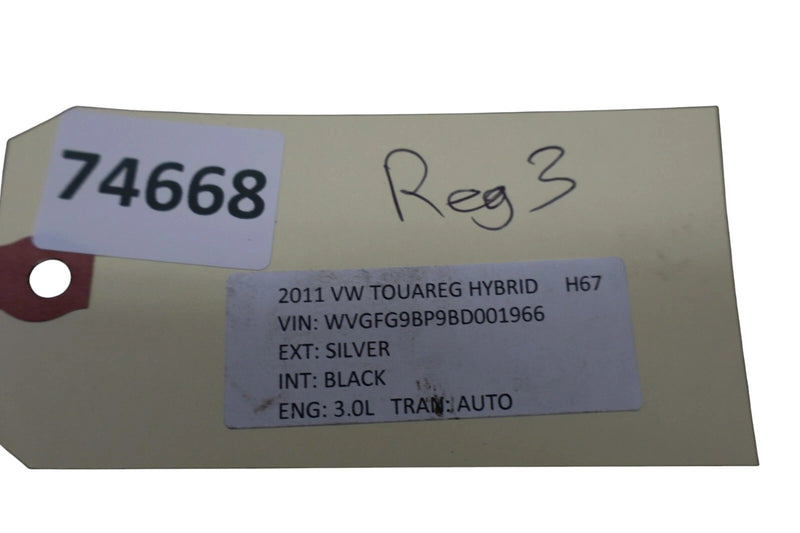 74668
Reg 3
2011 VW TOUAREG HYBRID H67
VIN: WVGFG9BP9BD001966
EXT: SILVER
INT: BLACK
ENG: 3.0L TRAN: AUTO